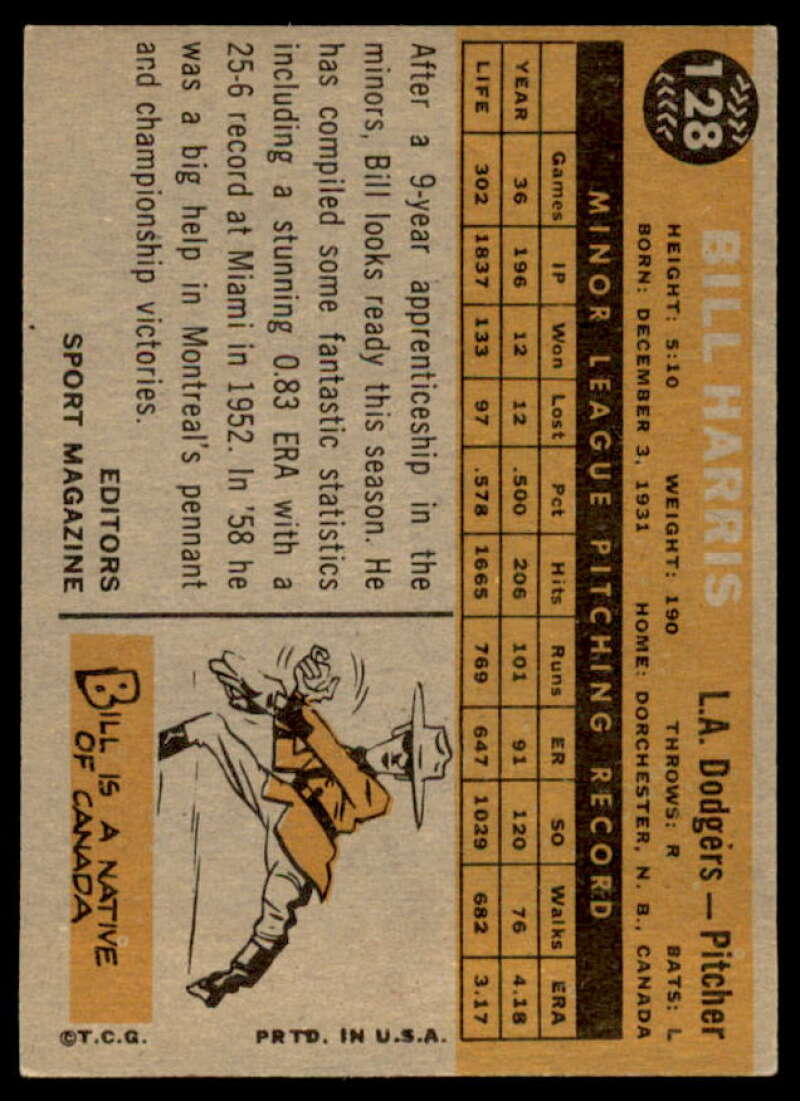 128
BILL HARRIS
L.A. Dodgers — Pitcher
HEIGHT: 5:10 WEIGHT: 190 THROWS: R BATS: L
BORN: DECEMBER 3, 1931 HOME: DORCHESTER, N. B., CANADA
MINOR LEAGUE PITCHING RECORD
Games IP Won Lost Pct Hits Runs ER SO Walks ERA
YEAR 36 196 12 12 .500 206 101 91 120 76 4.18
LIFE 302 1837 133 97 .578 1665 769 647 1029 682 3.17
After a 9-year apprenticeship in the
minors, Bill looks ready this season. He
has compiled some fantastic statistics
including a stunning 0.83 ERA with a
25-6 record at Miami in 1952. In '58 he
was a big help in Montreal's pennant
and championship victories.
EDITORS
SPORT MAGAZINE
BILL IS A NATIVE
OF CANADA
©T.C.G.
PRTD. IN U.S.A.